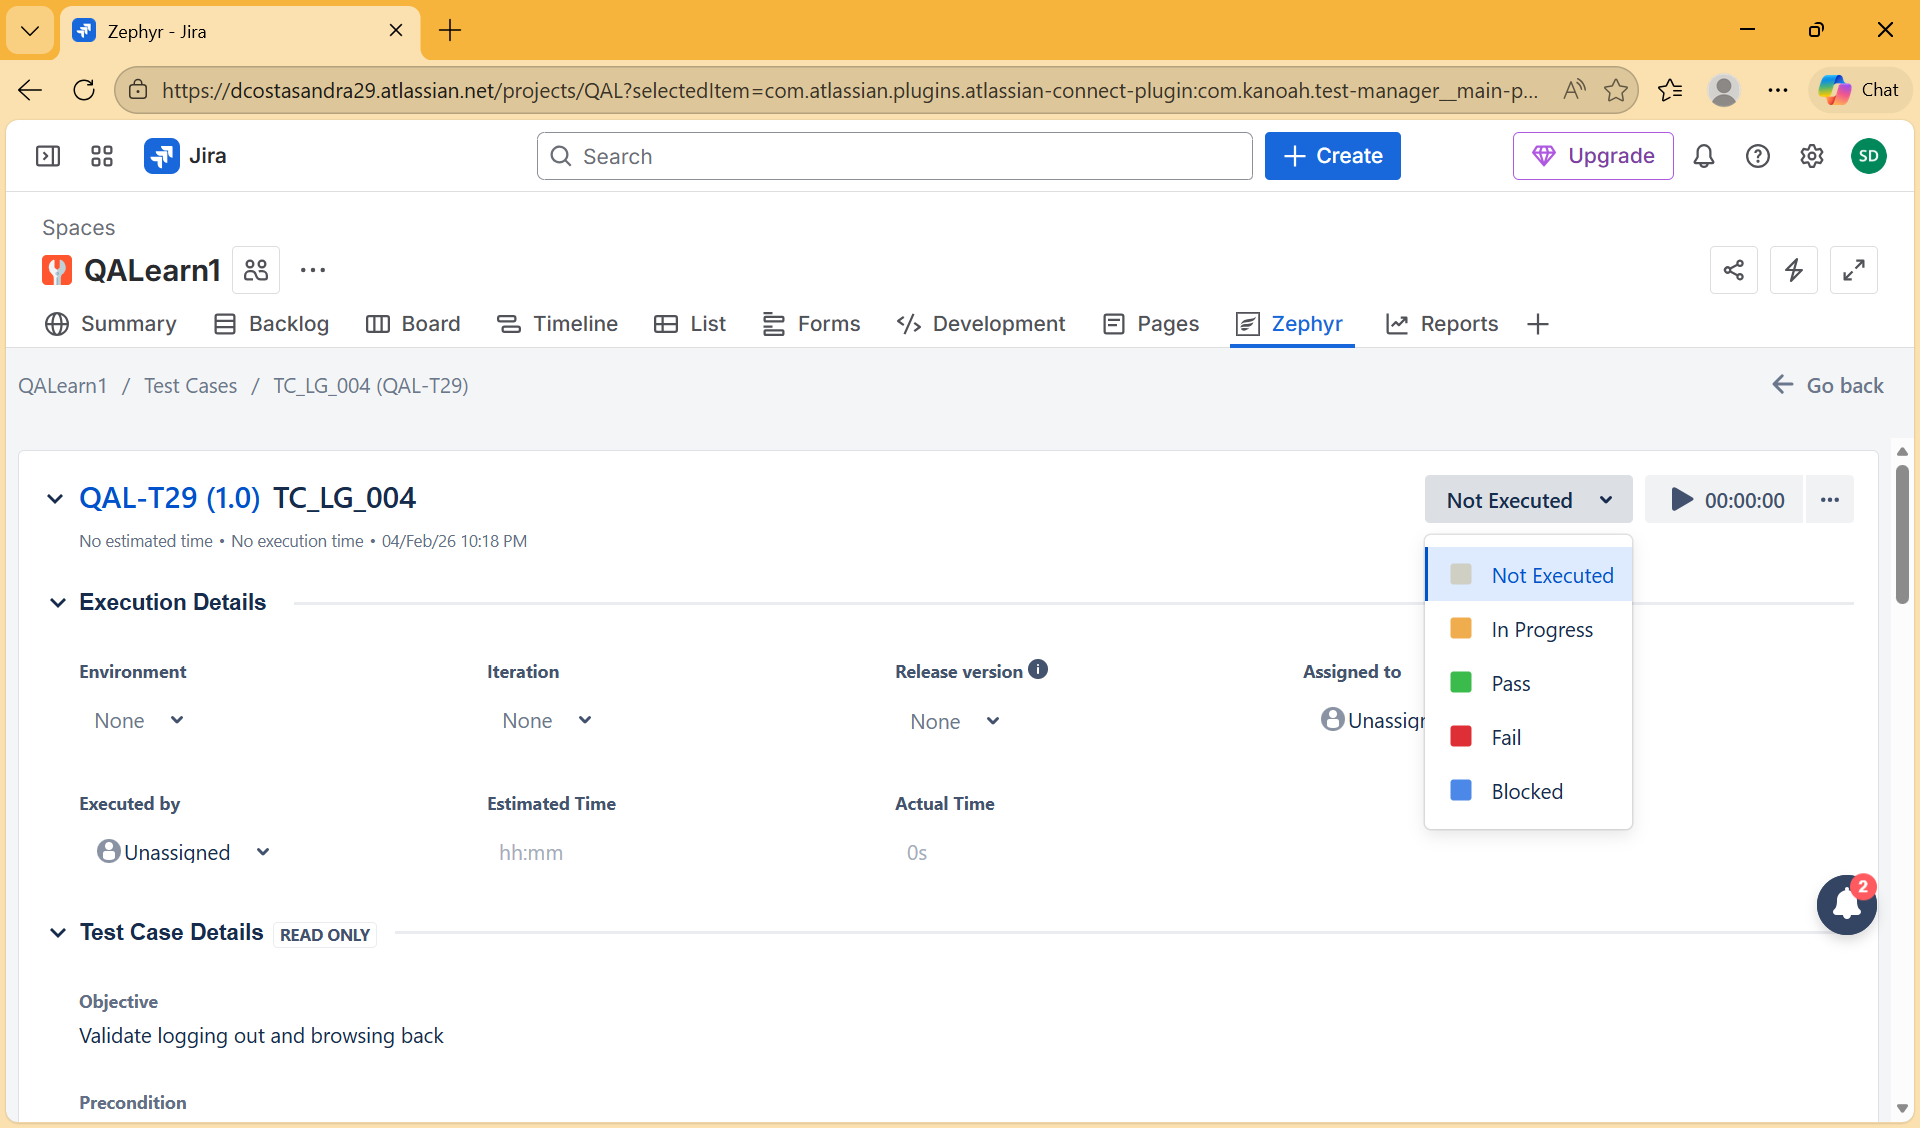 Zephyr - Jira
https://dcostasandra29.atlassian.net/projects/QAL?selectedItem=com.atlassian.plugins.atlassian-connect-plugin:com.kanoah.test-manager__main-p...
Chat
Jira
Search
Create
Upgrade
SD
Spaces
QALearn1
Summary
Backlog
Board
Timeline
List
Forms
Development
Pages
Zephyr
Reports
QALearn1 / Test Cases / TC_LG_004 (QAL-T29)
Go back
QAL-T29 (1.0) TC_LG_004
Not Executed
00:00:00
No estimated time • No execution time • 04/Feb/26 10:18 PM
Not Executed
In Progress
Pass
Fail
Blocked
Execution Details
Environment
Iteration
Release version
Assigned to
None
None
None
Unassigr
Executed by
Estimated Time
Actual Time
Unassigned
hh:mm
0s
2
Test Case Details READ ONLY
Objective
Validate logging out and browsing back
Precondition